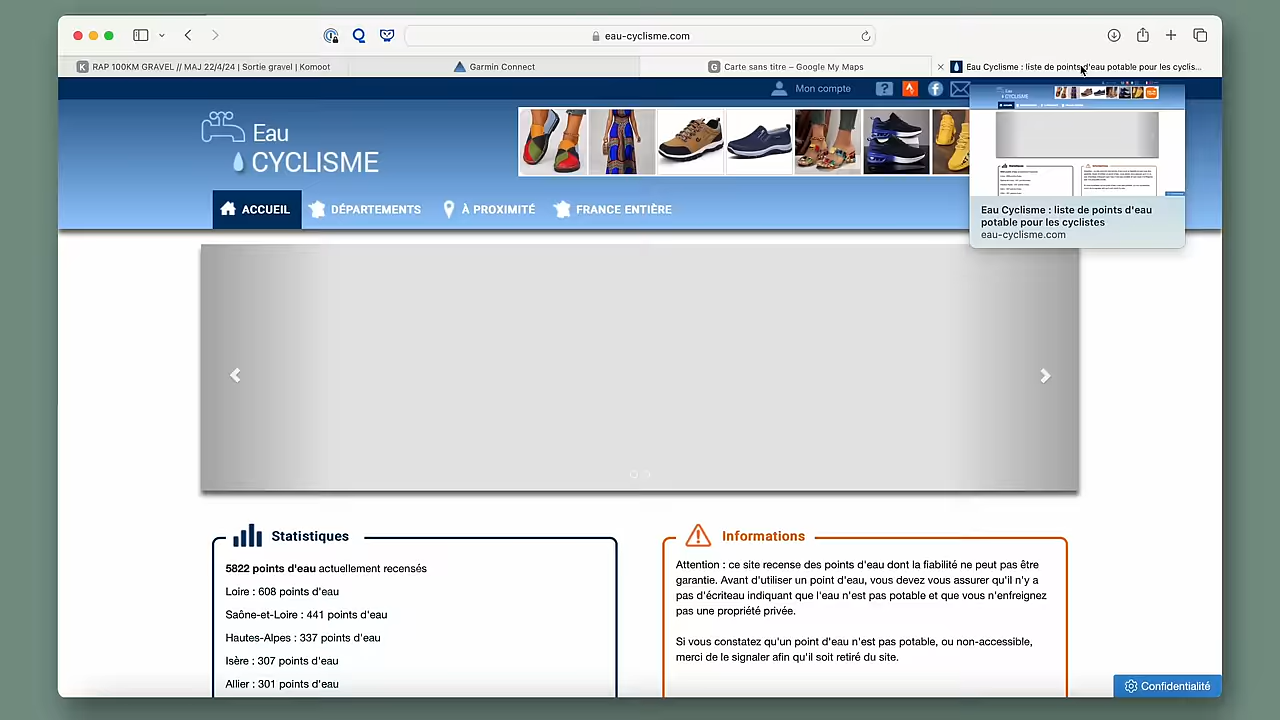 eau-cyclisme.com
RAP 100KM GRAVEL // MAJ 22/4/24 | Sortie gravel | Komoot
Garmin Connect
Carte sans titre – Google My Maps
Eau Cyclisme : liste de points d'eau potable pour les cyclis...
Mon compte
Eau
CYCLISME
ACCUEIL
DÉPARTEMENTS
À PROXIMITÉ
FRANCE ENTIÈRE
Eau Cyclisme : liste de points d'eau
potable pour les cyclistes
eau-cyclisme.com
Statistiques
5822 points d'eau actuellement recensés
Loire : 608 points d'eau
Saône-et-Loire : 441 points d'eau
Hautes-Alpes : 337 points d'eau
Isère : 307 points d'eau
Allier : 301 points d'eau
Informations
Attention : ce site recense des points d'eau dont la fiabilité ne peut pas être
garantie. Avant d'utiliser un point d'eau, vous devez vous assurer qu'il n'y a
pas d'écriteau indiquant que l'eau n'est pas potable et que vous n'enfreignez
pas une propriété privée.
Si vous constatez qu'un point d'eau n'est pas potable, ou non-accessible,
merci de le signaler afin qu'il soit retiré du site.
Confidentialité